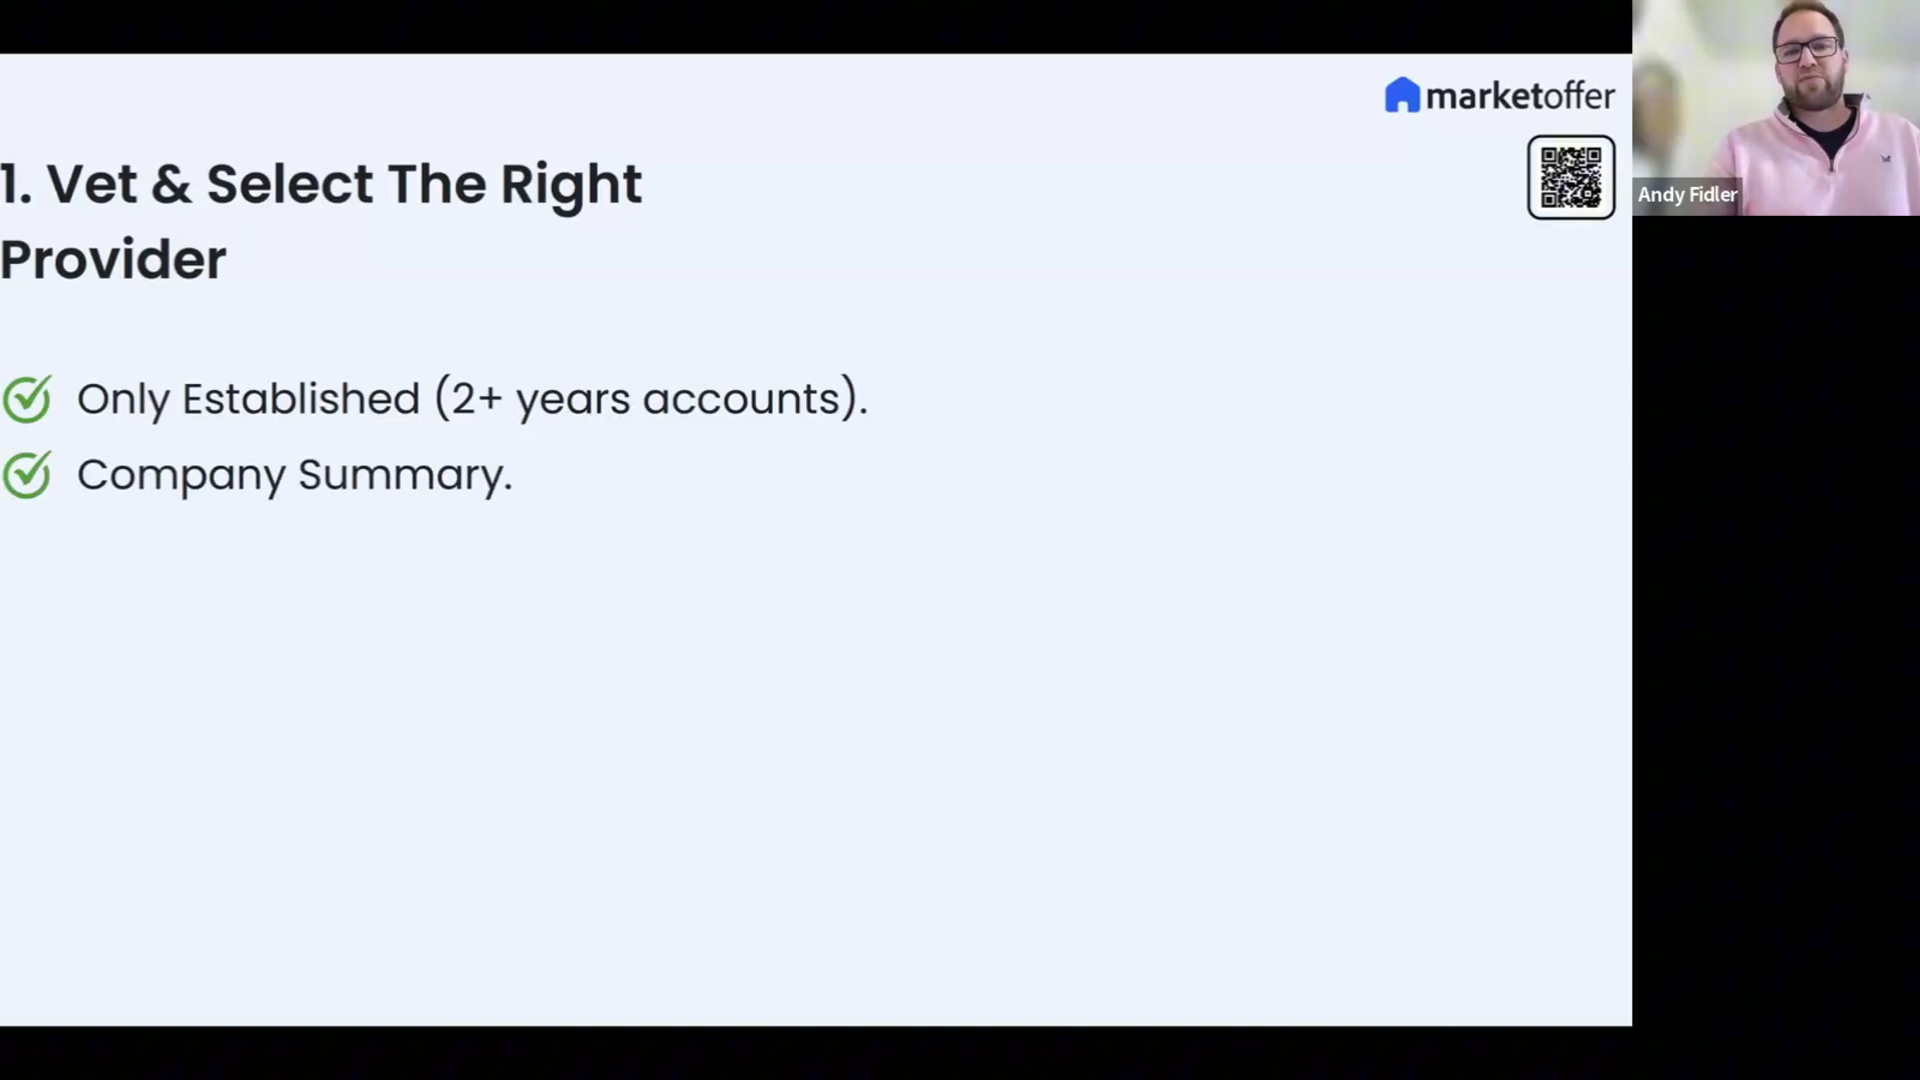 marketoffer
1. Vet & Select The Right
Provider
Only Established (2+ years accounts).
Company Summary.
Andy Fidler